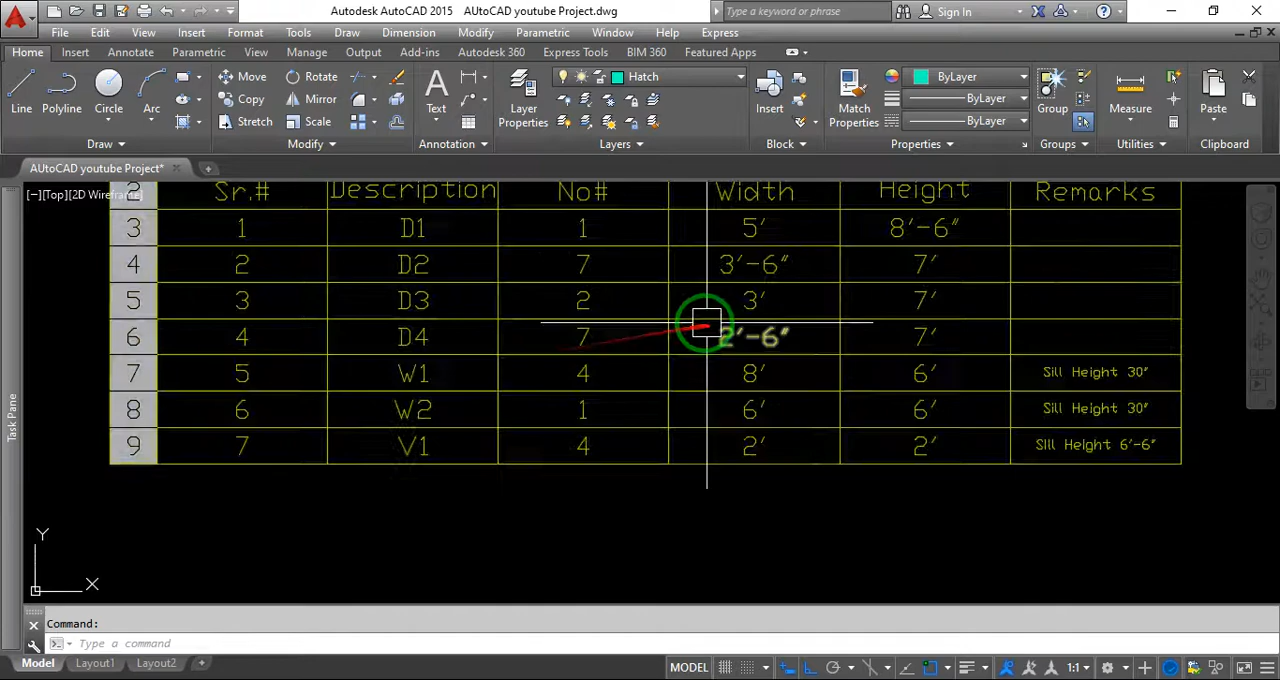 Autodesk AutoCAD 2015 AUtoCAD youtube Project.dwg
Type a keyword or phrase
Sign In
File Edit View Insert Format Tools Draw Dimension Modify Parametric Window Help Express
Home Insert Annotate Parametric View Manage Output Add-ins Autodesk 360 Express Tools BIM 360 Featured Apps
Line Polyline Circle Arc
Move Rotate
Copy Mirror
Stretch Scale
Text
Layer Properties
Hatch
Insert
Match Properties
ByLayer
ByLayer
ByLayer
Group
Measure
Paste
Draw Modify Annotation Layers Block Properties Groups Utilities Clipboard
AUtoCAD youtube Project*
[−][Top][2D Wireframe]
2 Sr.# Description No# Width Height Remarks
3 1 D1 1 5' 8'-6"
4 2 D2 7 3'-6" 7'
5 3 D3 2 3' 7'
6 4 D4 7 2'-6" 7'
7 5 W1 4 8' 6' Sill Height 30"
8 6 W2 1 6' 6' Sill Height 30"
9 7 V1 4 2' 2' SIll Height 6'-6"
Task Pane
Y
X
Command:
Type a command
Model Layout1 Layout2
MODEL
1:1